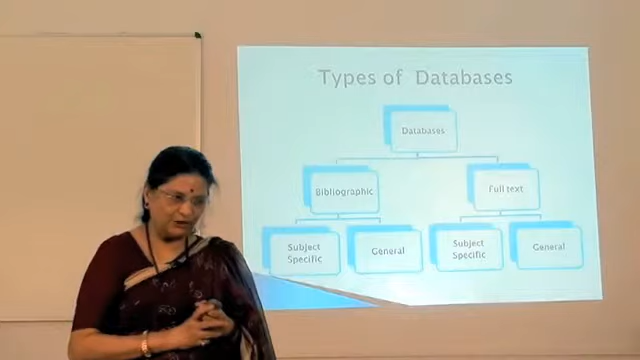 Types of Databases
Databases
Bibliographic
Full text
Subject
Specific
General
Subject
Specific
General